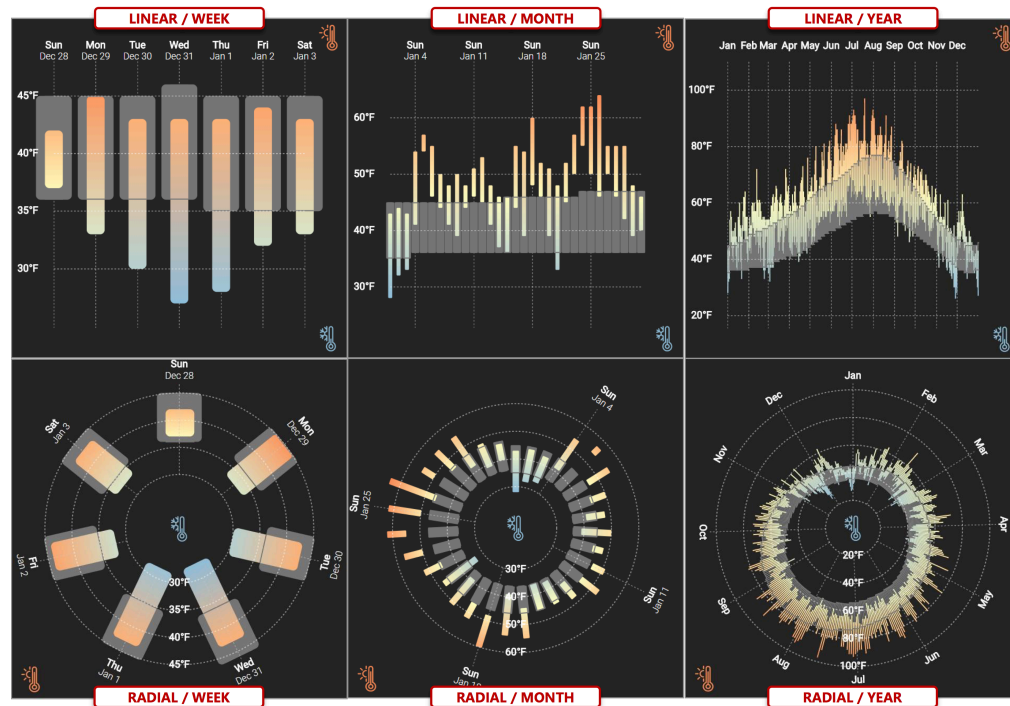 LINEAR / WEEK
Sun Mon Tue Wed Thu Fri Sat
Dec 28 Dec 29 Dec 30 Dec 31 Jan 1 Jan 2 Jan 3
45°F
40°F
35°F
30°F
LINEAR / MONTH
Sun Sun Sun Sun
Jan 4 Jan 11 Jan 18 Jan 25
60°F
50°F
40°F
30°F
LINEAR / YEAR
Jan Feb Mar Apr May Jun Jul Aug Sep Oct Nov Dec
100°F
80°F
60°F
40°F
20°F
Sun
Dec 28
Mon
Dec 29
Tue
Dec 30
Wed
Dec 31
Thu
Jan 1
Fri
Jan 2
Sat
Jan 3
30°F
35°F
40°F
45°F
RADIAL / WEEK
Sun
Jan 4
Sun
Jan 11
Sun
Sun
Jan 25
30°F
40°F
50°F
60°F
RADIAL / MONTH
Jan
Feb
Mar
Apr
May
Jun
Jul
Aug
Sep
Oct
Nov
Dec
20°F
40°F
60°F
80°F
100°F
RADIAL / YEAR